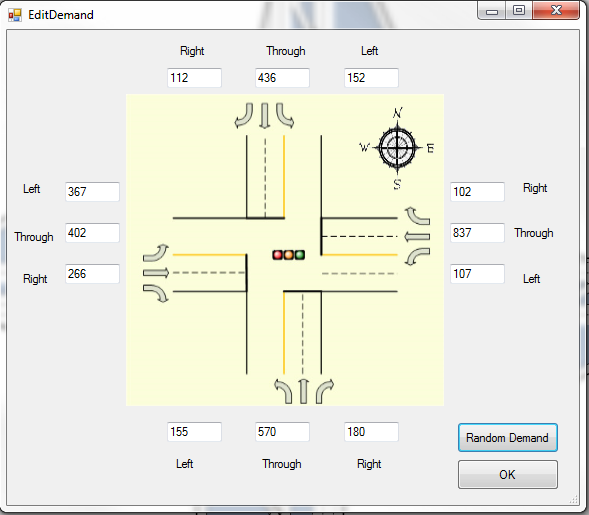 EditDemand
Right Through Left
112 436 152
N
W E
S
Left 367
102 Right
Through 402
837 Through
Right 266
107 Left
155 570 180
Left Through Right
Random Demand
OK